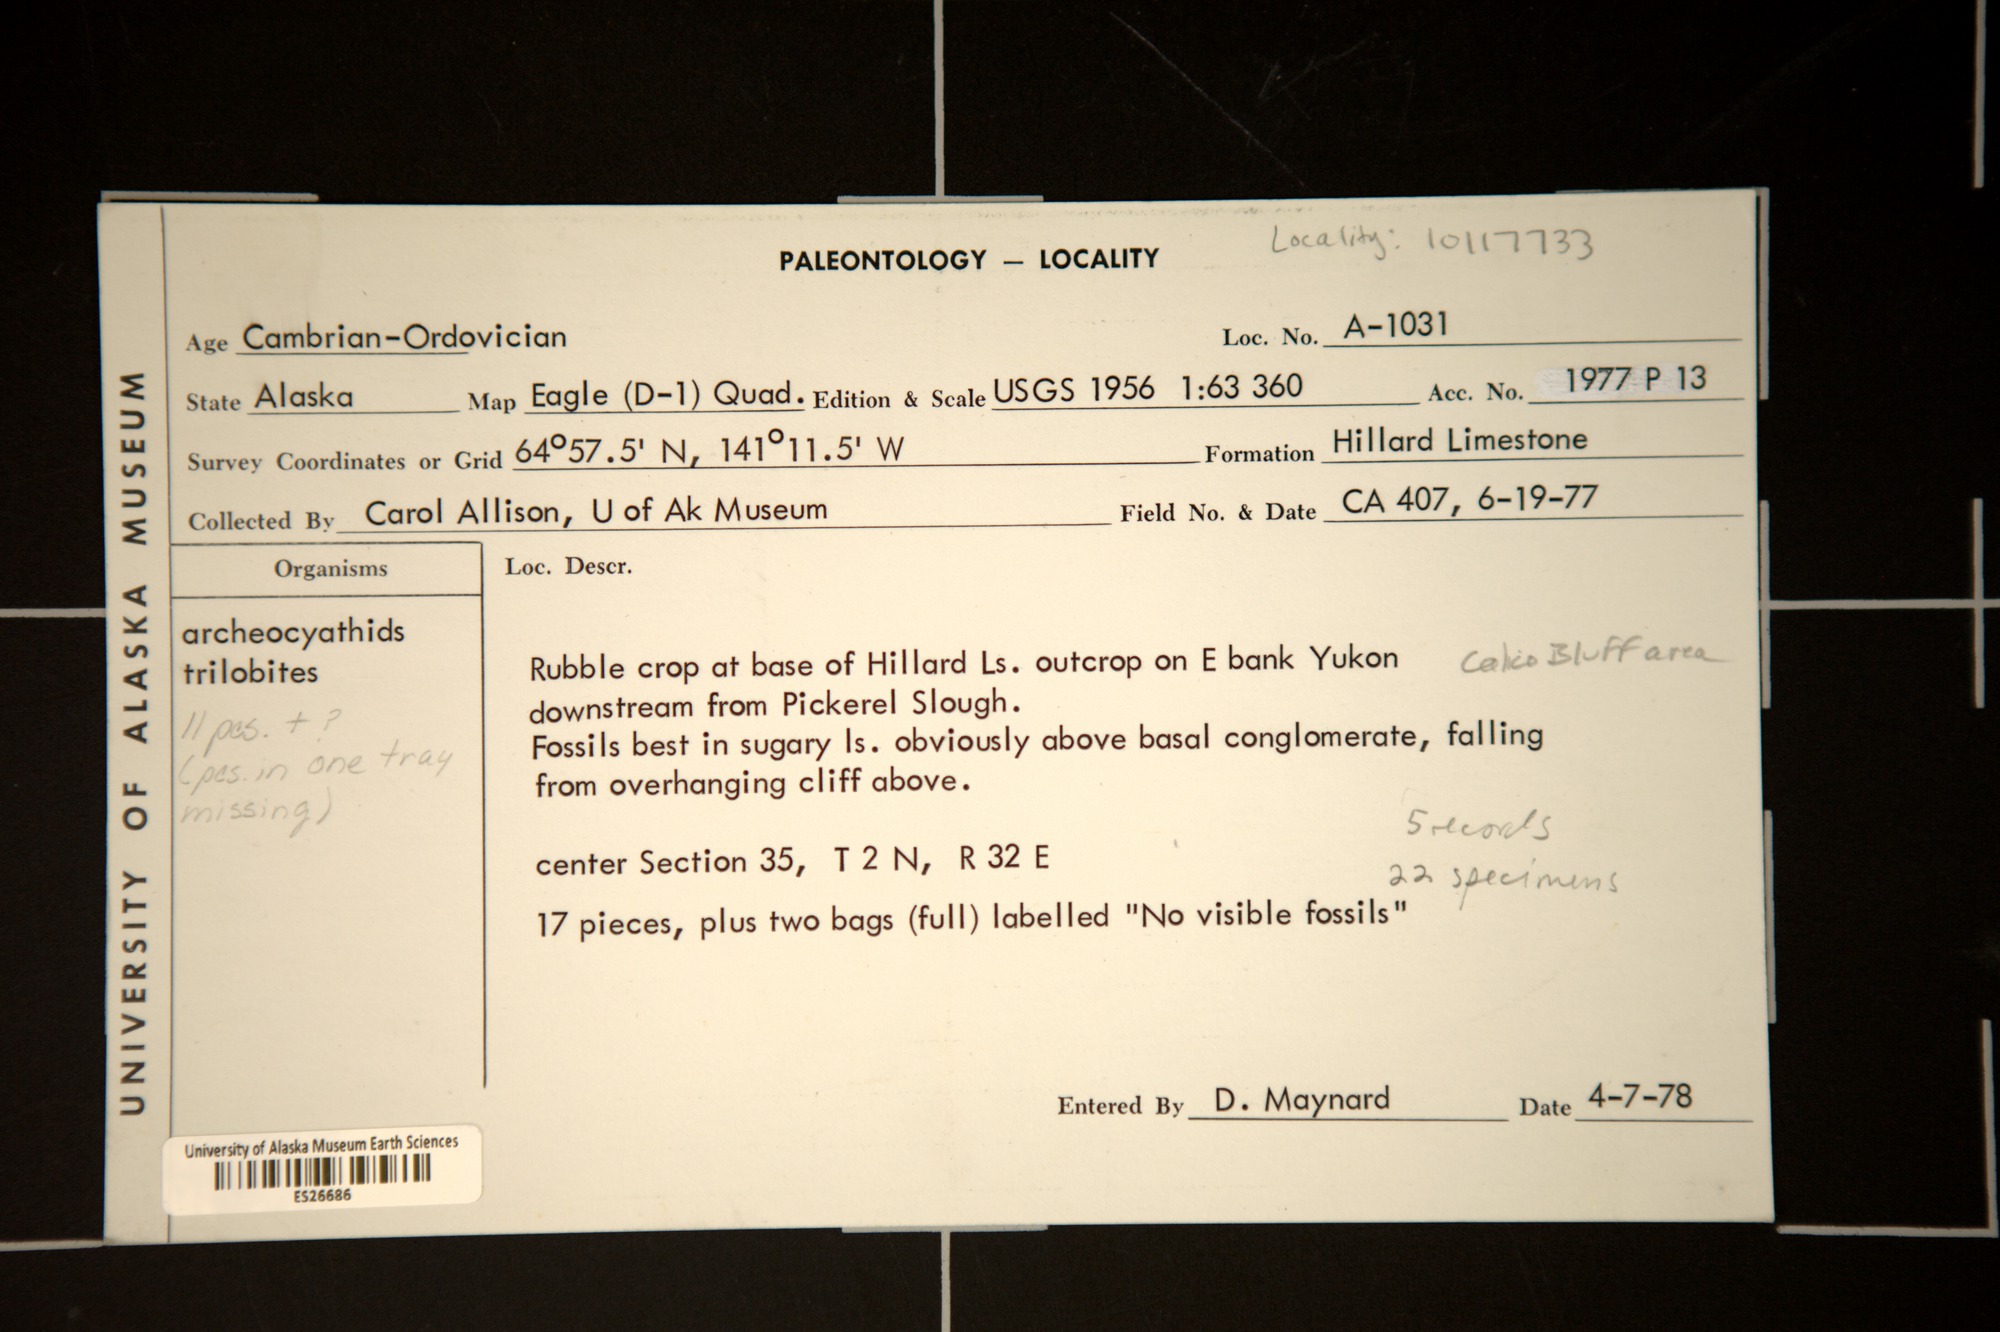 UNIVERSITY OF ALASKA MUSEUM
PALEONTOLOGY — LOCALITY
Locality: 10117733
Age Cambrian-Ordovician
Loc. No. A-1031
State Alaska Map Eagle (D-1) Quad. Edition & Scale USGS 1956 1:63 360 Acc. No. 1977 P 13
Survey Coordinates or Grid 64°57.5' N, 141°11.5' W Formation Hillard Limestone
Collected By Carol Allison, U of Ak Museum Field No. & Date CA 407, 6-19-77
Organisms
archeocyathids
trilobites
11 pcs. + ?
(pcs. in one tray
missing)
Loc. Descr.
Rubble crop at base of Hillard Ls. outcrop on E bank Yukon
Calico Bluff area
downstream from Pickerel Slough.
Fossils best in sugary ls. obviously above basal conglomerate, falling
from overhanging cliff above.
5 records
center Section 35, T 2 N, R 32 E
22 specimens
17 pieces, plus two bags (full) labelled "No visible fossils"
Entered By D. Maynard Date 4-7-78
University of Alaska Museum Earth Sciences
ES26686